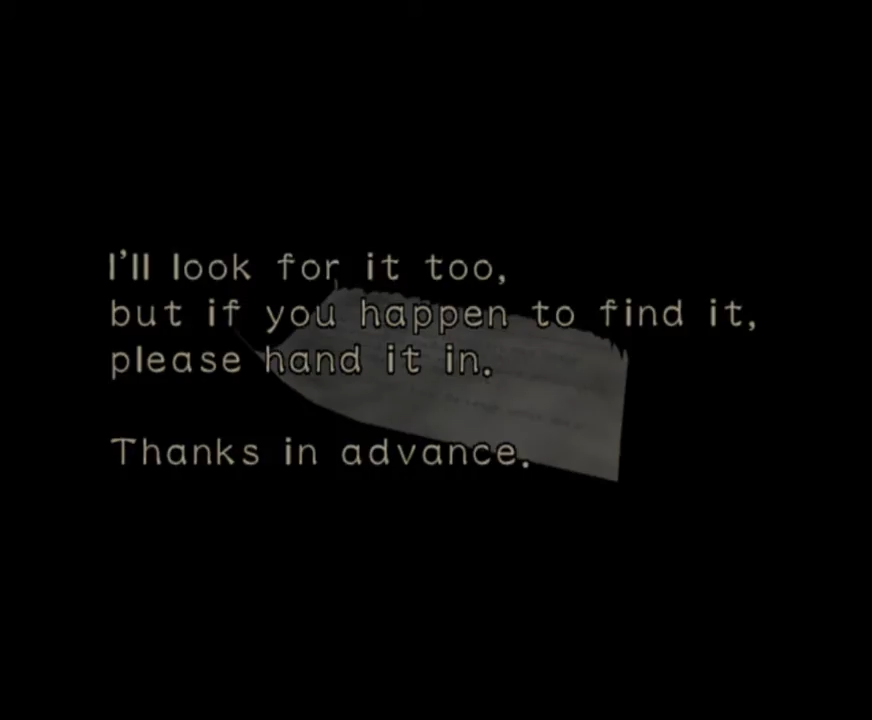 I'll look for it too,
but if you happen to find it,
please hand it in.
Thanks in advance.